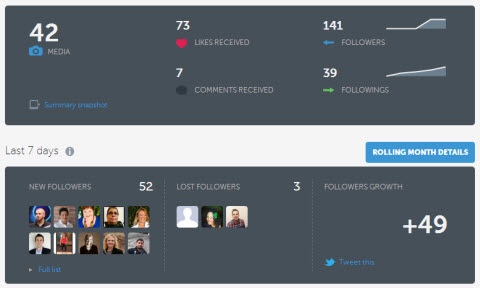 42
MEDIA
Summary snapshot
73
LIKES RECEIVED
7
COMMENTS RECEIVED
141
FOLLOWERS
39
FOLLOWINGS
Last 7 days
ROLLING MONTH DETAILS
NEW FOLLOWERS 52
Full list
LOST FOLLOWERS 3
FOLLOWERS GROWTH
+49
Tweet this